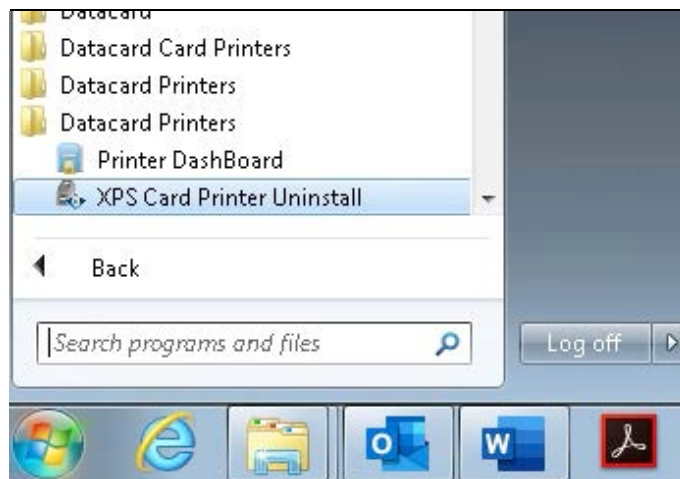 Datacard
Datacard Card Printers
Datacard Printers
Datacard Printers
Printer DashBoard
XPS Card Printer Uninstall
Back
Search programs and files
Log off
O
W